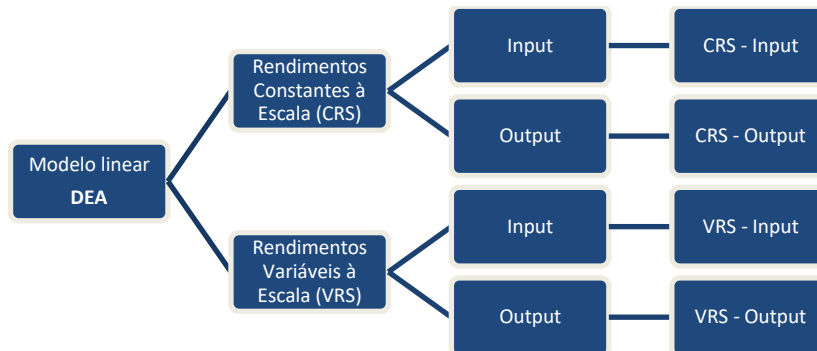 Modelo linear
DEA
Rendimentos
Constantes à
Escala (CRS)
Input
CRS - Input
Output
CRS - Output
Rendimentos
Variáveis à
Escala (VRS)
Input
VRS - Input
Output
VRS - Output